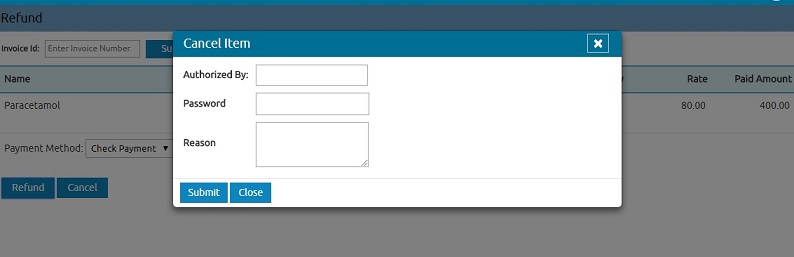 Refund
Cancel Item
Invoice Id: Enter Invoice Number
Authorized By:
Name Rate Paid Amount
Password
Paracetamol 80.00 400.00
Reason
Payment Method: Check Payment
Refund Cancel
Submit Close